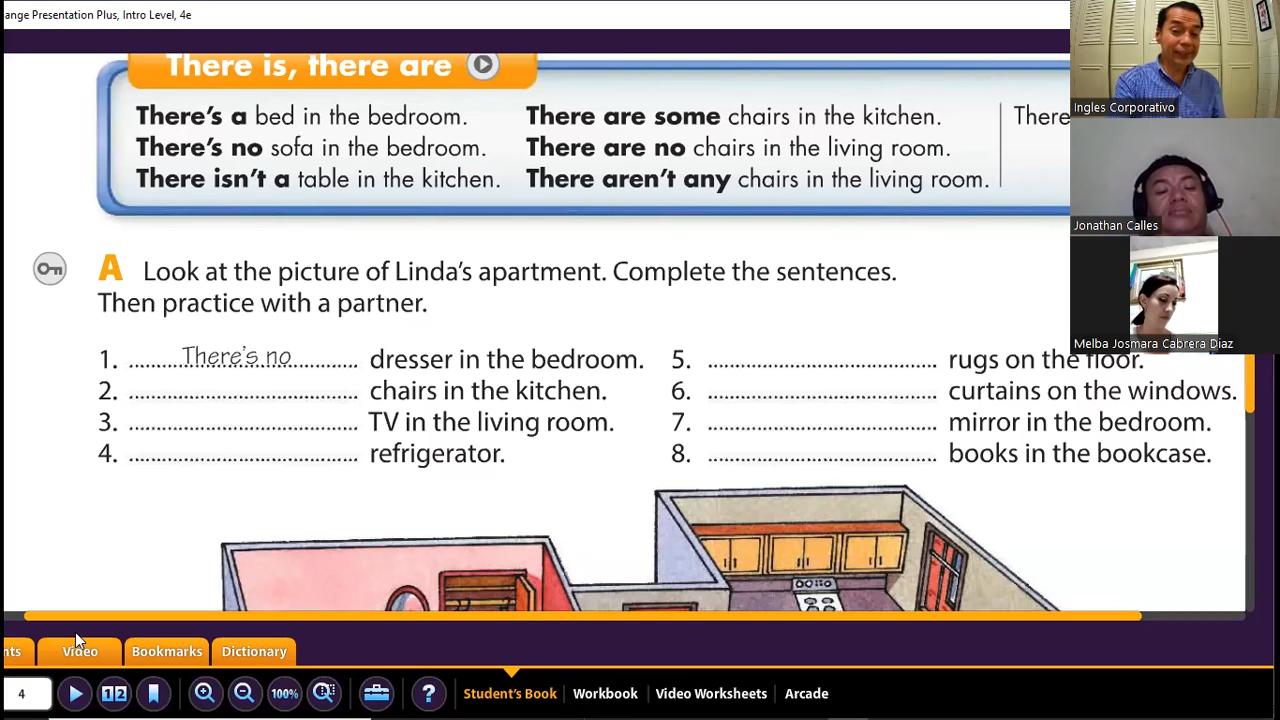 ange Presentation Plus, Intro Level, 4e
There is, there are
There's a bed in the bedroom.
There's no sofa in the bedroom.
There isn't a table in the kitchen.
There are some chairs in the kitchen.
There are no chairs in the living room.
There aren't any chairs in the living room.
There
A Look at the picture of Linda's apartment. Complete the sentences.
Then practice with a partner.
1. There's no dresser in the bedroom.
2. chairs in the kitchen.
3. TV in the living room.
4. refrigerator.
5. rugs on the floor.
6. curtains on the windows.
7. mirror in the bedroom.
8. books in the bookcase.
Ingles Corporativo
Jonathan Calles
Melba Josmara Cabrera Diaz
nts Video Bookmarks Dictionary
4 1 2 100% ? Student's Book Workbook Video Worksheets Arcade